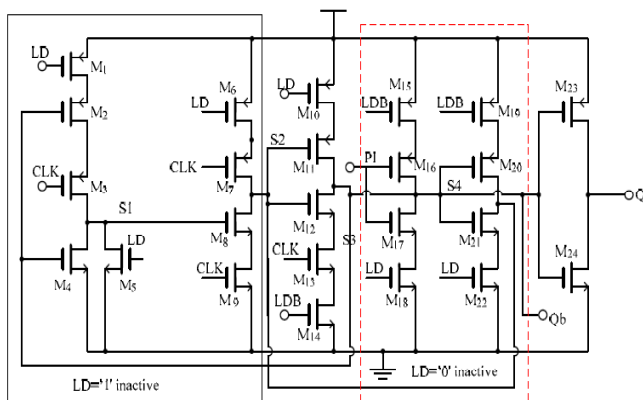 LD
M1
M2
CLK
M3
S1
M4
M5
LD
M6
LD
CLK
M7
M8
CLK
M9
LD='1' inactive
LD
M10
S2
M11
M12
S3
CLK
M13
LDB
M14
M15
LDB
PI
M16
M17
LD
M18
M19
LDB
M20
S4
M21
LD
M22
LD='0' inactive
M23
M24
Q
Qb